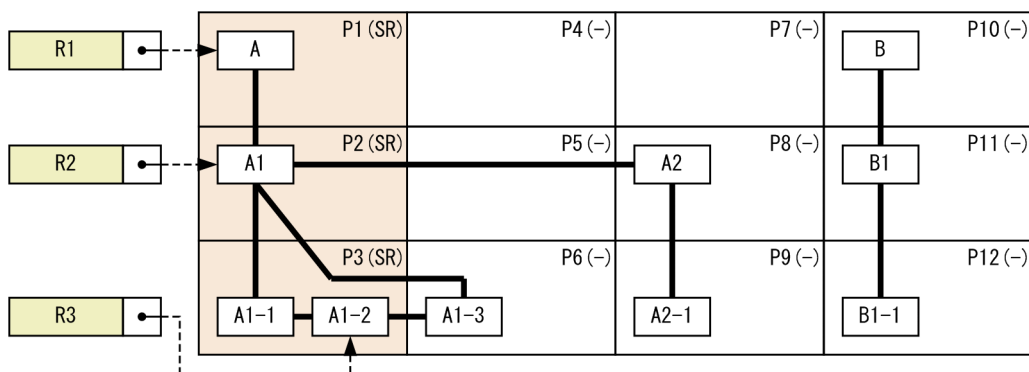 P1(SR) P4(-) P7(-) P10(-)
R1 A B
P2(SR) P5(-) P8(-) P11(-)
R2 A1 A2 B1
P3(SR) P6(-) P9(-) P12(-)
R3 A1-1 A1-2 A1-3 A2-1 B1-1